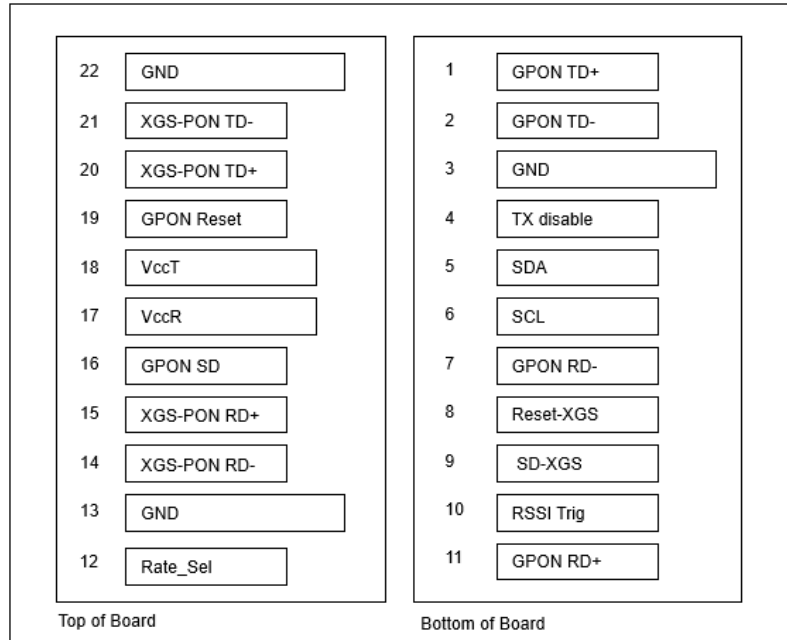 22 GND
21 XGS-PON TD-
20 XGS-PON TD+
19 GPON Reset
18 VccT
17 VccR
16 GPON SD
15 XGS-PON RD+
14 XGS-PON RD-
13 GND
12 Rate_Sel
Top of Board
1 GPON TD+
2 GPON TD-
3 GND
4 TX disable
5 SDA
6 SCL
7 GPON RD-
8 Reset-XGS
9 SD-XGS
10 RSSI Trig
11 GPON RD+
Bottom of Board